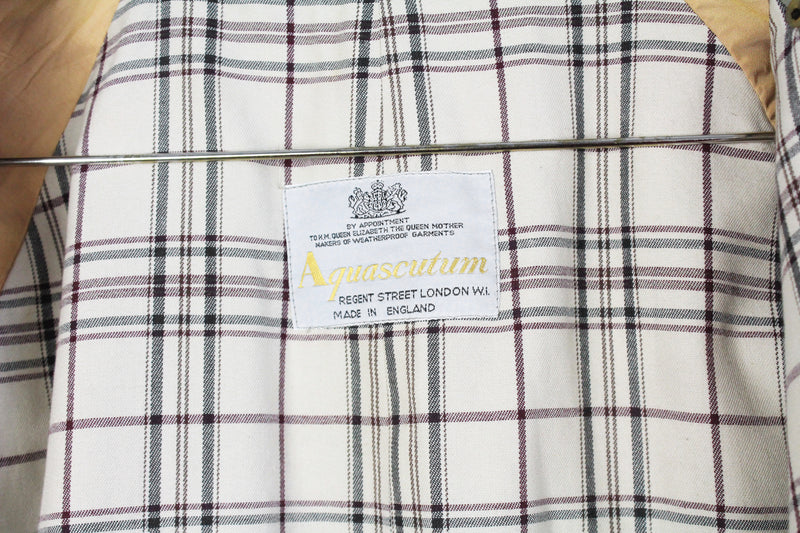 BY APPOINTMENT
TO H.M. QUEEN ELIZABETH THE QUEEN MOTHER
MAKERS OF WEATHERPROOF GARMENTS
Aquascutum
REGENT STREET LONDON W.I.
MADE IN ENGLAND